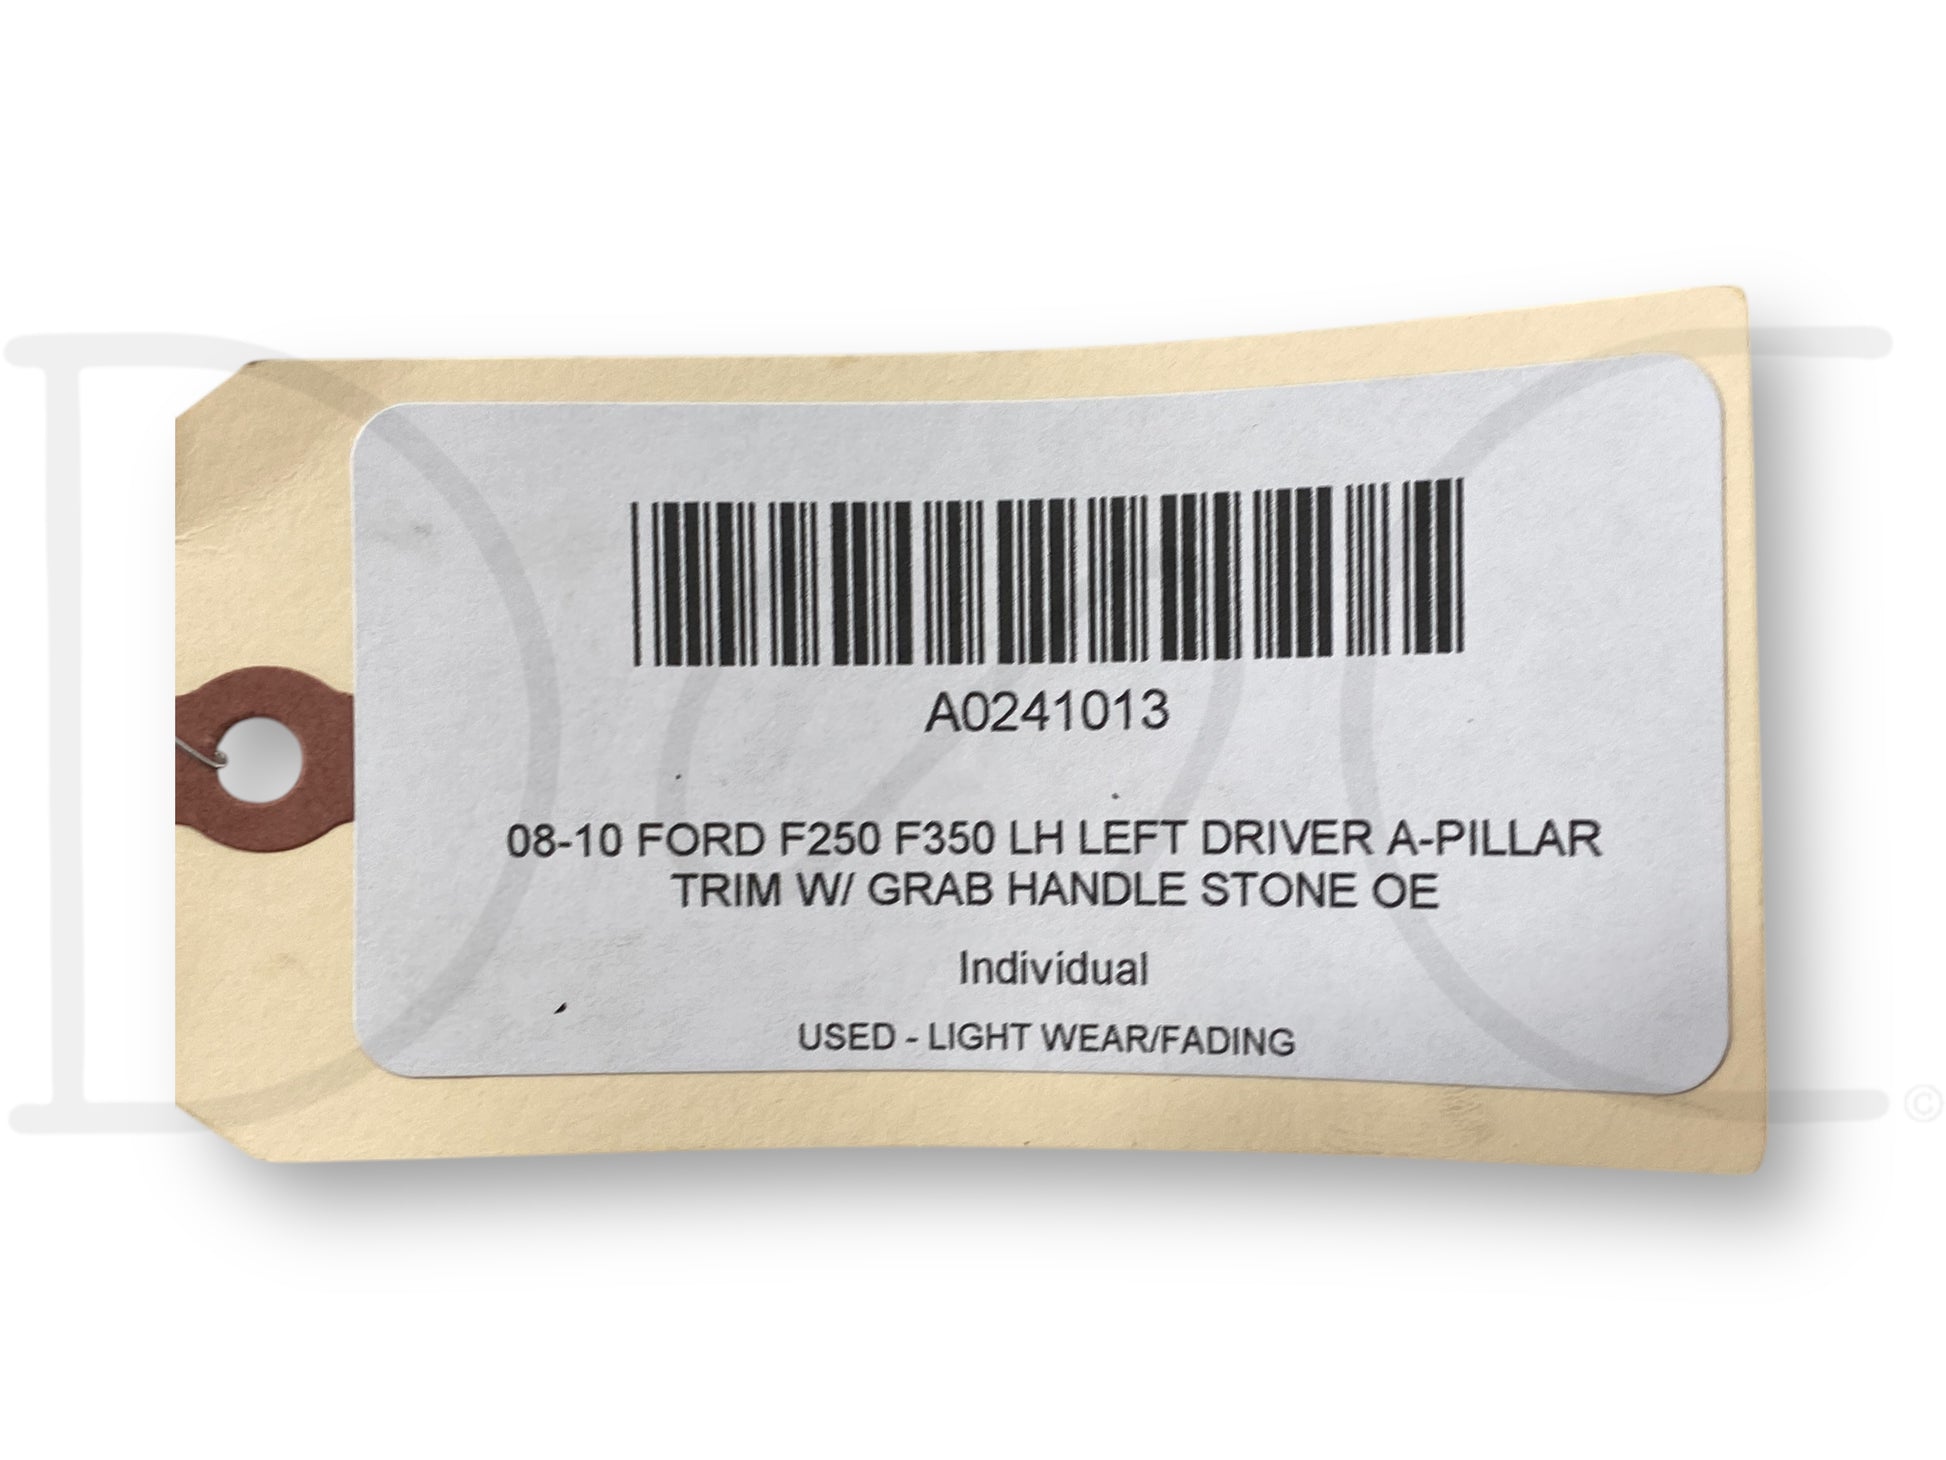 A0241013
08-10 FORD F250 F350 LH LEFT DRIVER A-PILLAR
TRIM W/ GRAB HANDLE STONE OE
Individual
USED - LIGHT WEAR/FADING
©